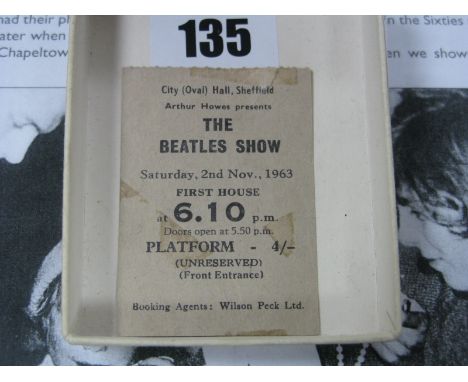 had their pl
ater when
Chapeltow
n the Sixties
en we show
135
City (Oval) Hall, Sheffield
Arthur Howes presents
THE
BEATLES SHOW
Saturday, 2nd Nov., 1963
FIRST HOUSE
at 6.10 p.m.
Doors open at 5.50 p.m.
PLATFORM - 4/-
(UNRESERVED)
(Front Entrance)
Booking Agents: Wilson Peck Ltd.